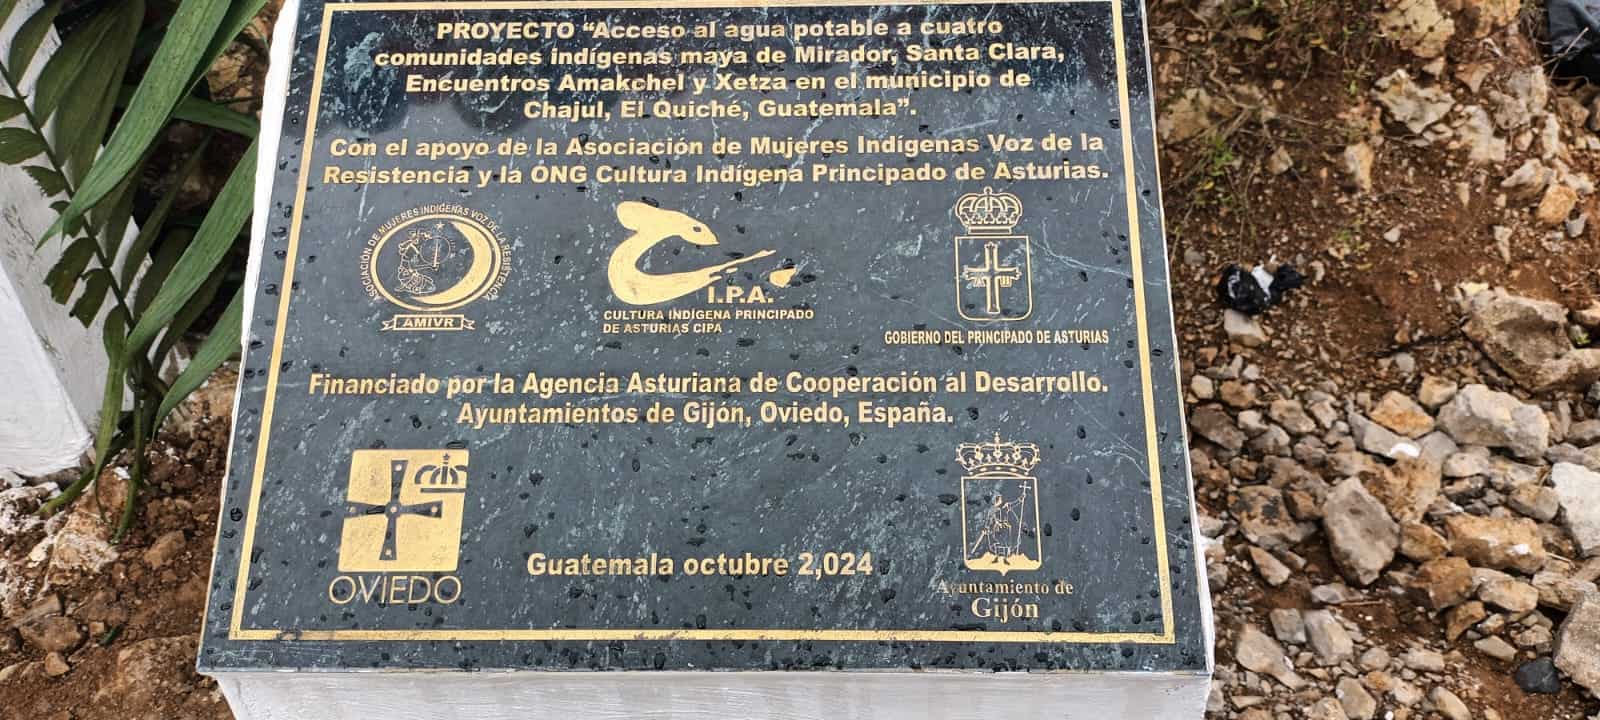 PROYECTO “Acceso al agua potable a cuatro
comunidades indígenas maya de Mirador, Santa Clara,
Encuentros Amakchel y Xetza en el municipio de
Chajul, El Quiché, Guatemala”.
Con el apoyo de la Asociación de Mujeres Indígenas Voz de la
Resistencia y la ONG Cultura Indígena Principado de Asturias.
ASOCIACIÓN DE MUJERES INDÍGENAS VOZ DE LA RESISTENCIA
AMIVR
I.P.A.
CULTURA INDÍGENA PRINCIPADO
DE ASTURIAS CIPA
GOBIERNO DEL PRINCIPADO DE ASTURIAS
Financiado por la Agencia Asturiana de Cooperación al Desarrollo.
Ayuntamientos de Gijón, Oviedo, España.
OVIEDO
Guatemala octubre 2,024
Ayuntamiento de
Gijón